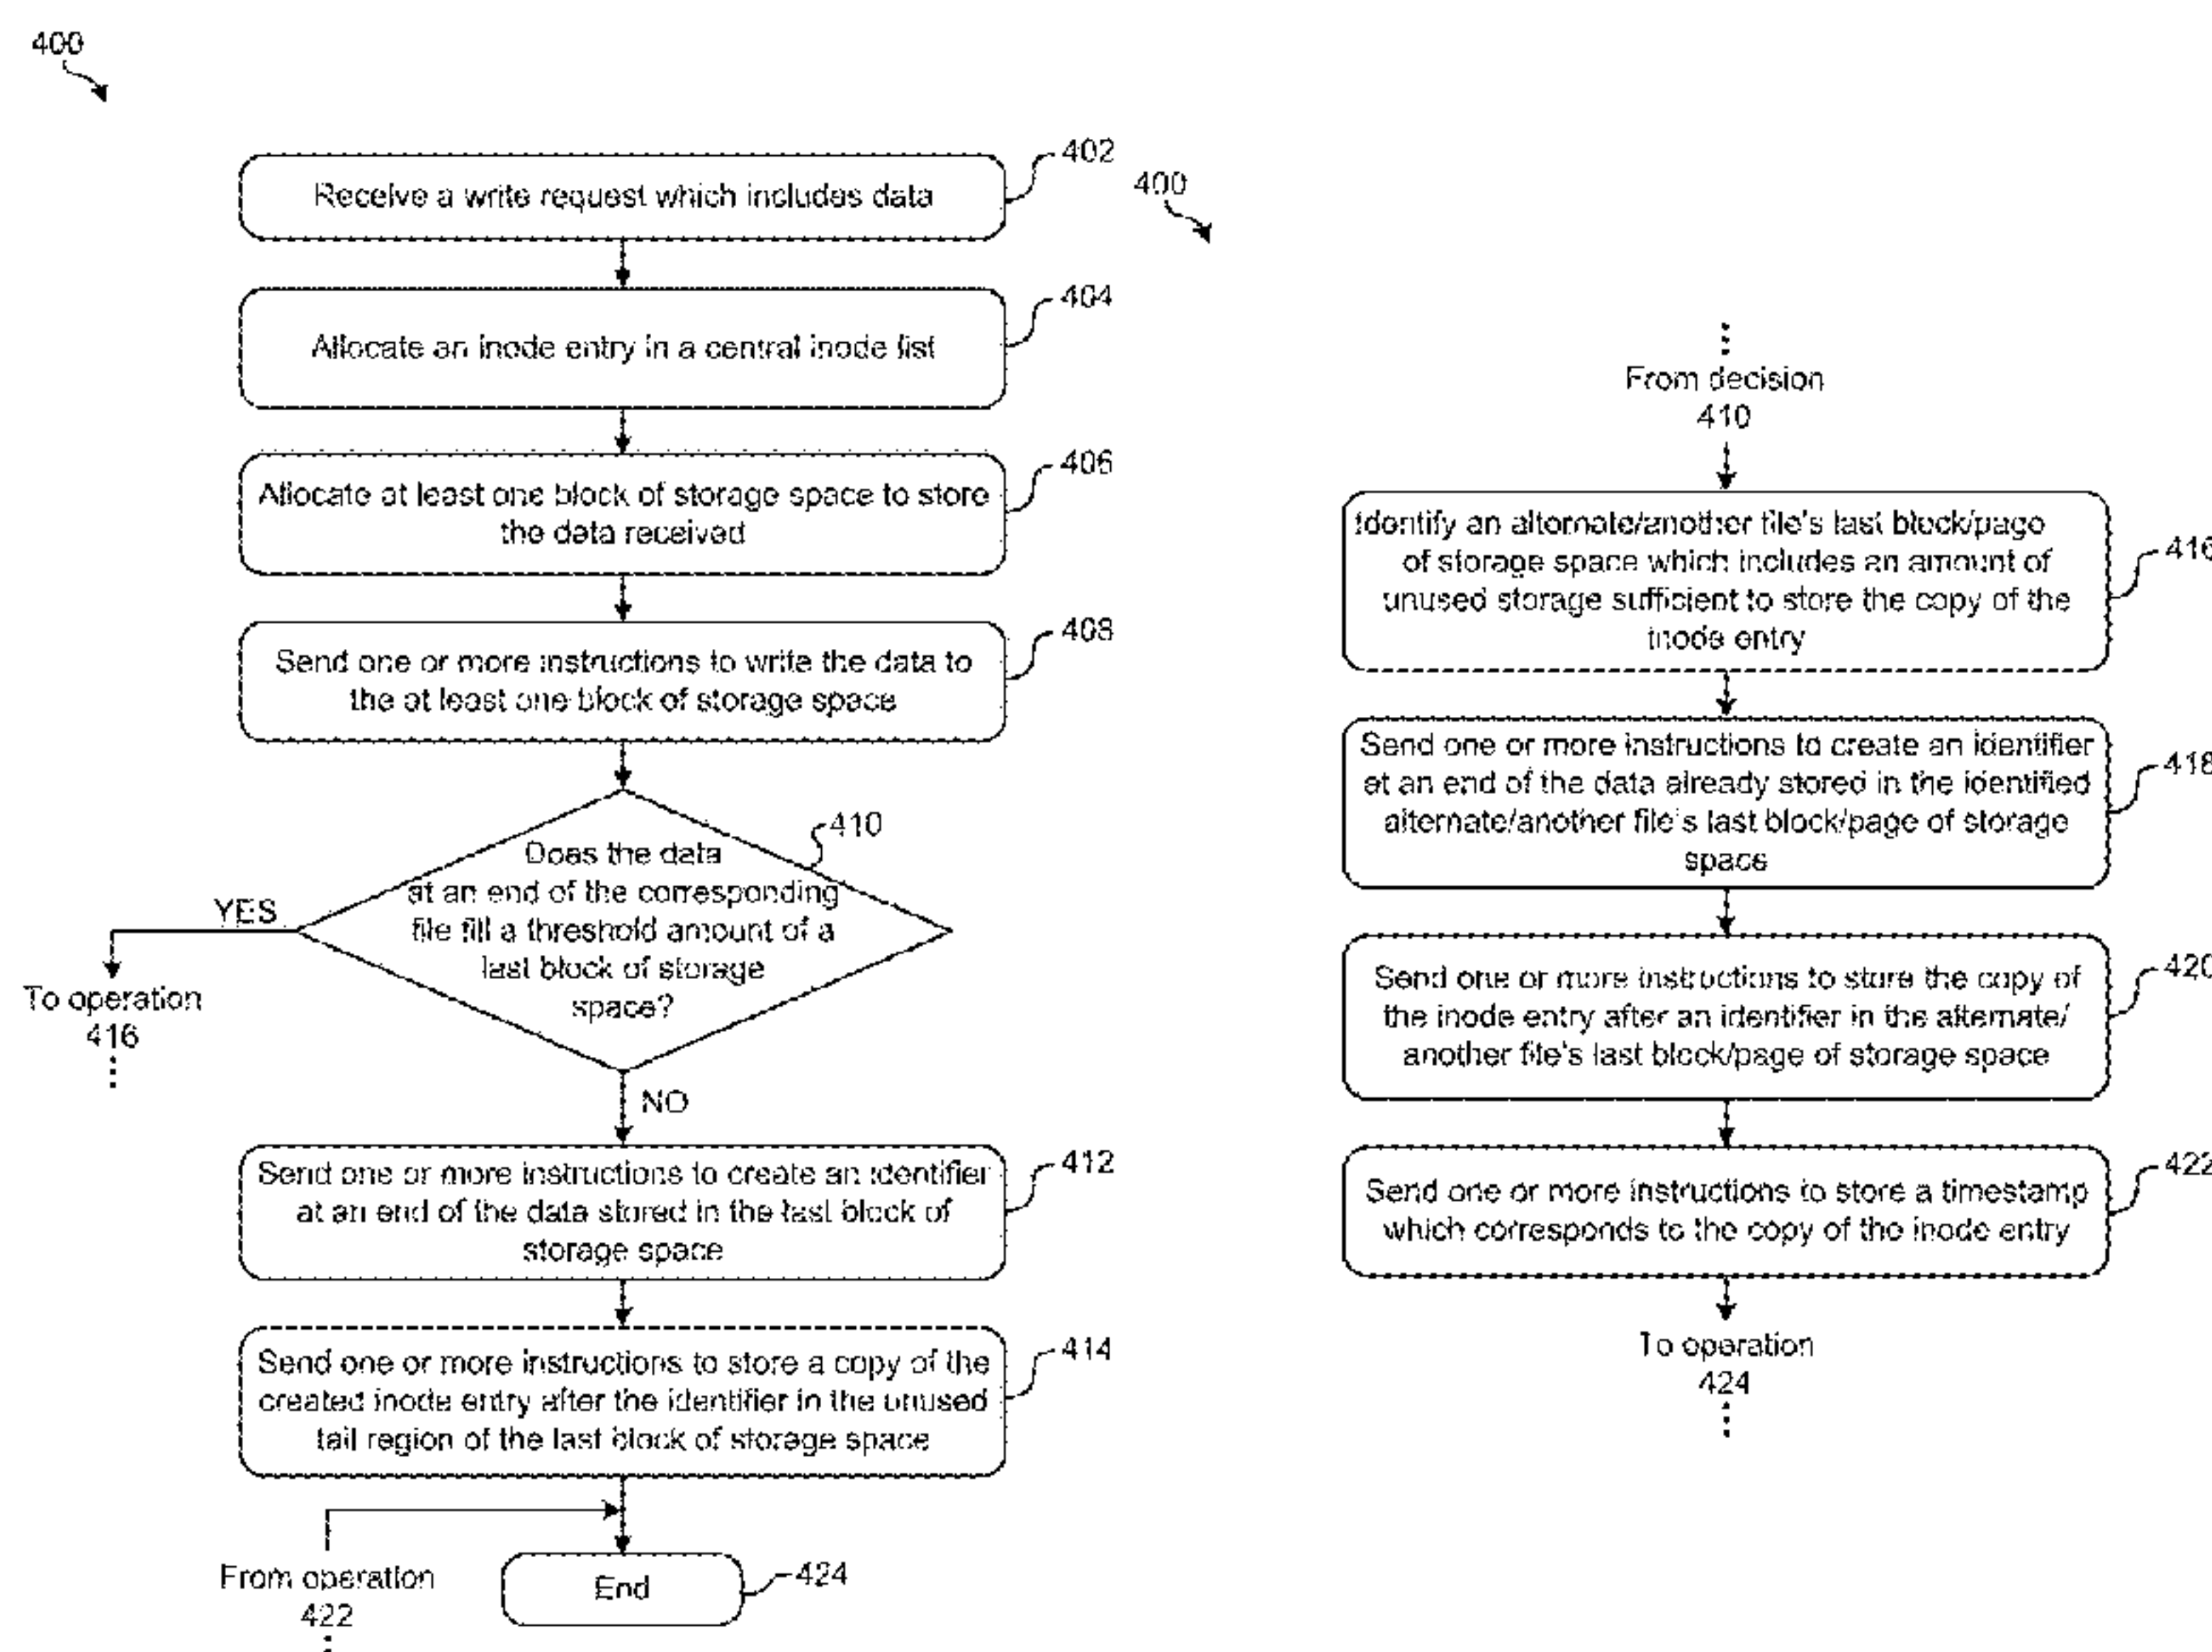 400
402
Receive a write request which includes data
404
Allocate an inode entry in a central inode list
406
Allocate at least one block of storage space to store
the data received
408
Send one or more instructions to write the data to
the at least one block of storage space
410
Does the data
at an end of the corresponding
file fill a threshold amount of a
last block of storage
space?
YES
To operation
416
NO
412
Send one or more instructions to create an identifier
at an end of the data stored in the last block of
storage space
414
Send one or more instructions to store a copy of the
created inode entry after the identifier in the unused
tail region of the last block of storage space
From operation
422
End
424
400
From decision
410
Identify an alternate/another file's last block/page
of storage space which includes an amount of
unused storage sufficient to store the copy of the
inode entry
416
Send one or more instructions to create an identifier
at an end of the data already stored in the identified
alternate/another file's last block/page of storage
space
418
Send one or more instructions to store the copy of
the inode entry after an identifier in the alternate/
another file's last block/page of storage space
420
Send one or more instructions to store a timestamp
which corresponds to the copy of the inode entry
422
To operation
424